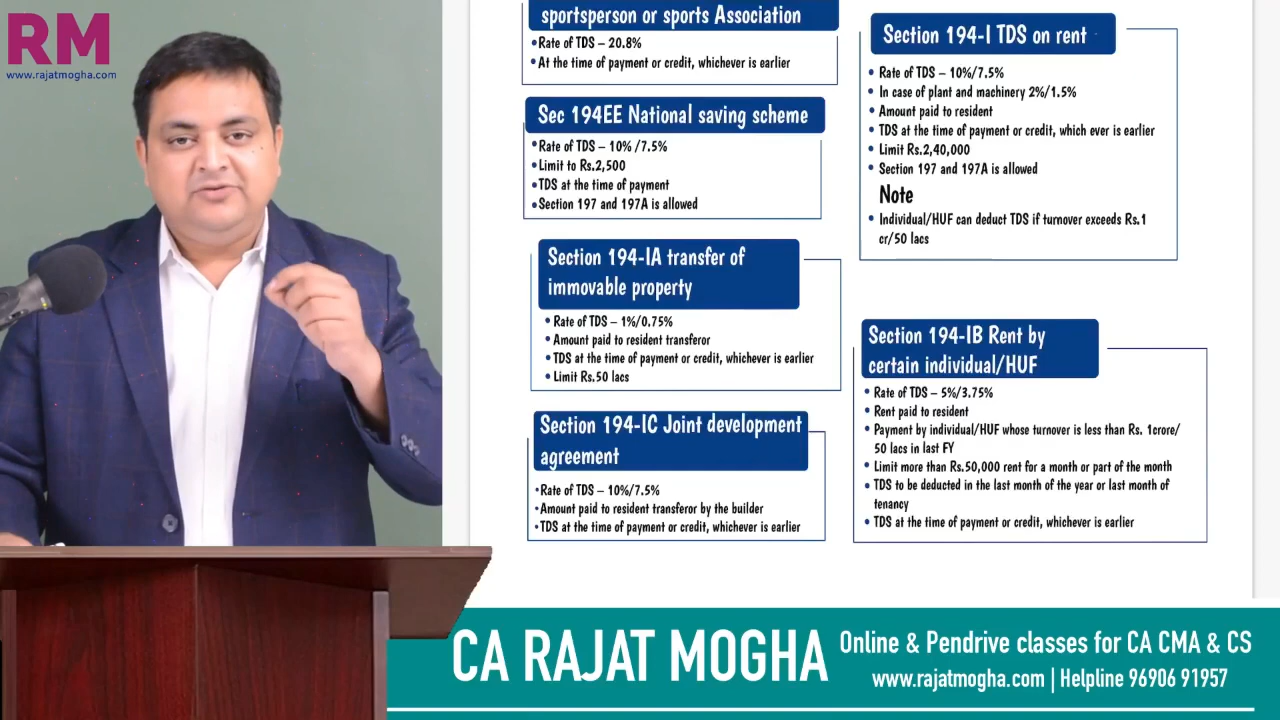 RM
www.rajatmogha.com
sportsperson or sports Association
•Rate of TDS – 20.8%
•At the time of payment or credit, whichever is earlier
Sec 194EE National saving scheme
•Rate of TDS – 10% /7.5%
•Limit to Rs.2,500
•TDS at the time of payment
•Section 197 and 197A is allowed
Section 194-IA transfer of
immovable property
• Rate of TDS – 1%/0.75%
• Amount paid to resident transferor
• TDS at the time of payment or credit, whichever is earlier
• Limit Rs.50 lacs
Section 194-IC Joint development
agreement
•Rate of TDS – 10%/7.5%
•Amount paid to resident transferor by the builder
•TDS at the time of payment or credit, whichever is earlier
Section 194-I TDS on rent
• Rate of TDS – 10%/7.5%
• In case of plant and machinery 2%/1.5%
• Amount paid to resident
• TDS at the time of payment or credit, which ever is earlier
• Limit Rs.2,40,000
• Section 197 and 197A is allowed
Note
• Individual/HUF can deduct TDS if turnover exceeds Rs.1
cr/50 lacs
Section 194-IB Rent by
certain individual/HUF
• Rate of TDS – 5%/3.75%
• Rent paid to resident
• Payment by individual/HUF whose turnover is less than Rs. 1crore/
50 lacs in last FY
• Limit more than Rs.50,000 rent for a month or part of the month
• TDS to be deducted in the last month of the year or last month of
tenancy
• TDS at the time of payment or credit, whichever is earlier
CA RAJAT MOGHA
Online & Pendrive classes for CA CMA & CS
www.rajatmogha.com | Helpline 96906 91957